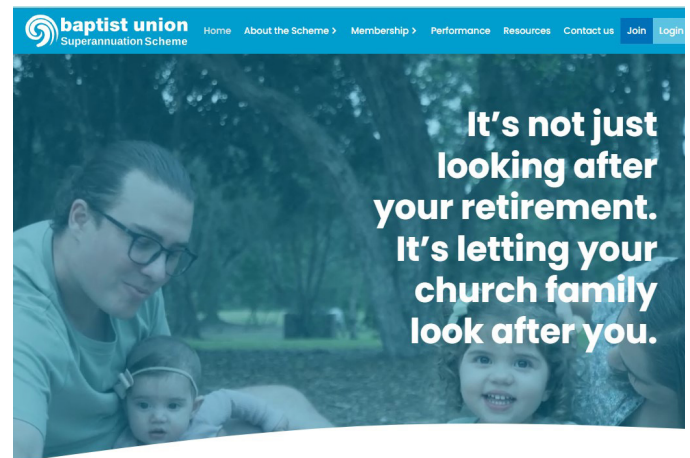 baptist union
Superannuation Scheme
Home About the Scheme > Membership > Performance Resources Contact us Join Login
It's not just
looking after
your retirement.
It's letting your
church family
look after you.